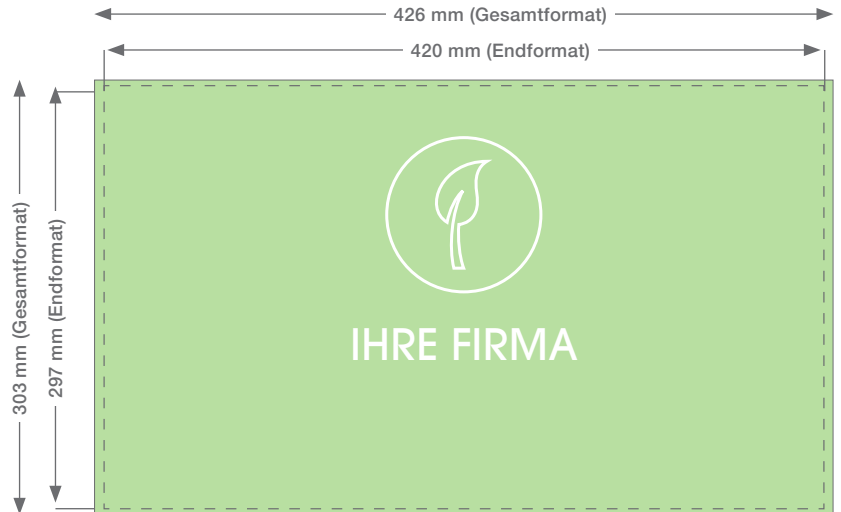 426 mm (Gesamtformat)
420 mm (Endformat)
303 mm (Gesamtformat)
297 mm (Endformat)
IHRE FIRMA